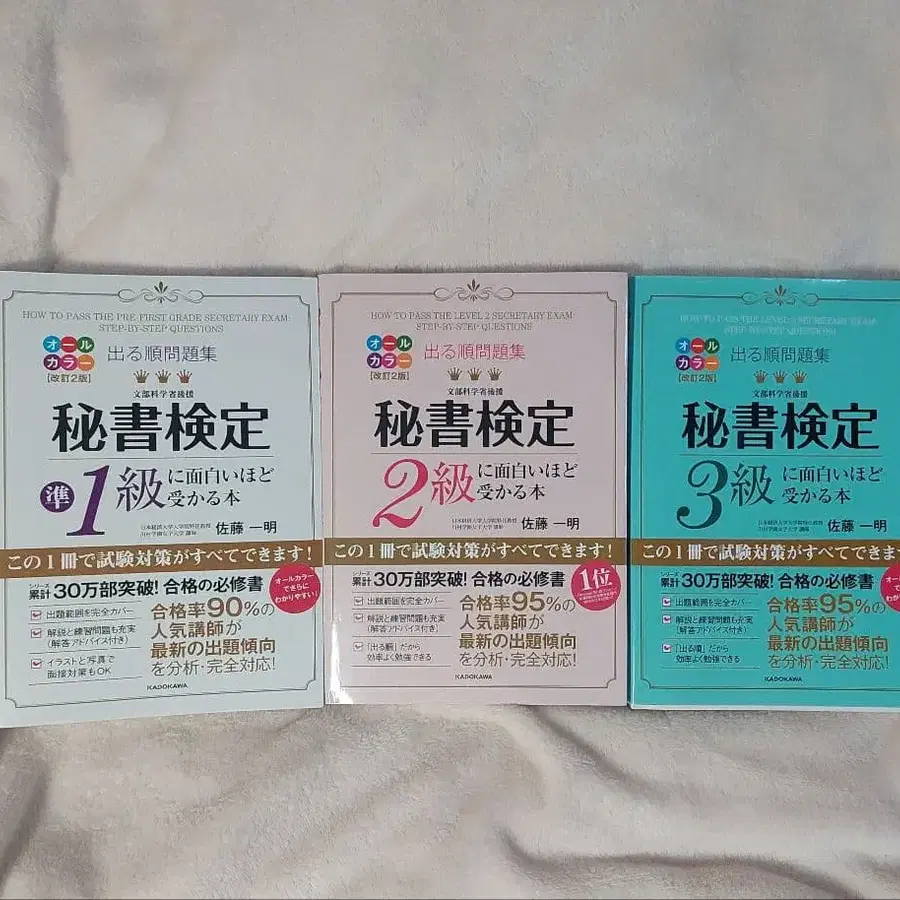 HOW TO PASS THE PRE-FIRST GRADE SECRETARY EXAM:
STEP-BY-STEP QUESTIONS
オールカラー
出る順問題集
【改訂2版】
文部科学省後援
秘書検定
準1級に面白いほど
受かる本
佐藤 一明
この1冊で試験対策がすべてできます!
シリーズ累計30万部突破!合格の必修書
オールカラーでさらにわかりやすい!
出題範囲を完全カバー
解説と練習問題も充実
(解答アドバイス付き)
イラストと写真で
面接対策もOK
合格率90%の
人気講師が
最新の出題傾向
を分析・完全対応!
KADOKAWA
HOW TO PASS THE LEVEL 2 SECRETARY EXAM:
STEP-BY-STEP QUESTIONS
オールカラー
出る順問題集
【改訂2版】
文部科学省後援
秘書検定
2級に面白いほど
受かる本
佐藤 一明
この1冊で試験対策がすべてできます!
シリーズ累計30万部突破!合格の必修書
1位
出題範囲を完全カバー
解説と練習問題も充実
(解答アドバイス付き)
「出る順」だから
効率よく勉強できる
合格率95%の
人気講師が
最新の出題傾向
を分析・完全対応!
KADOKAWA
HOW TO PASS THE LEVEL 3 SECRETARY EXAM:
STEP-BY-STEP QUESTIONS
オールカラー
出る順問題集
【改訂2版】
文部科学省後援
秘書検定
3級に面白いほど
受かる本
佐藤 一明
この1冊で試験対策がすべてできます
シリーズ累計30万部突破!合格の必修書
出題範囲を完全カバー
解説と練習問題も充実
(解答アドバイス付き)
「出る順」だから
効率よく勉強できる
合格率95%の
人気講師が
最新の出題傾向
を分析・完全対応!
KADOKAWA